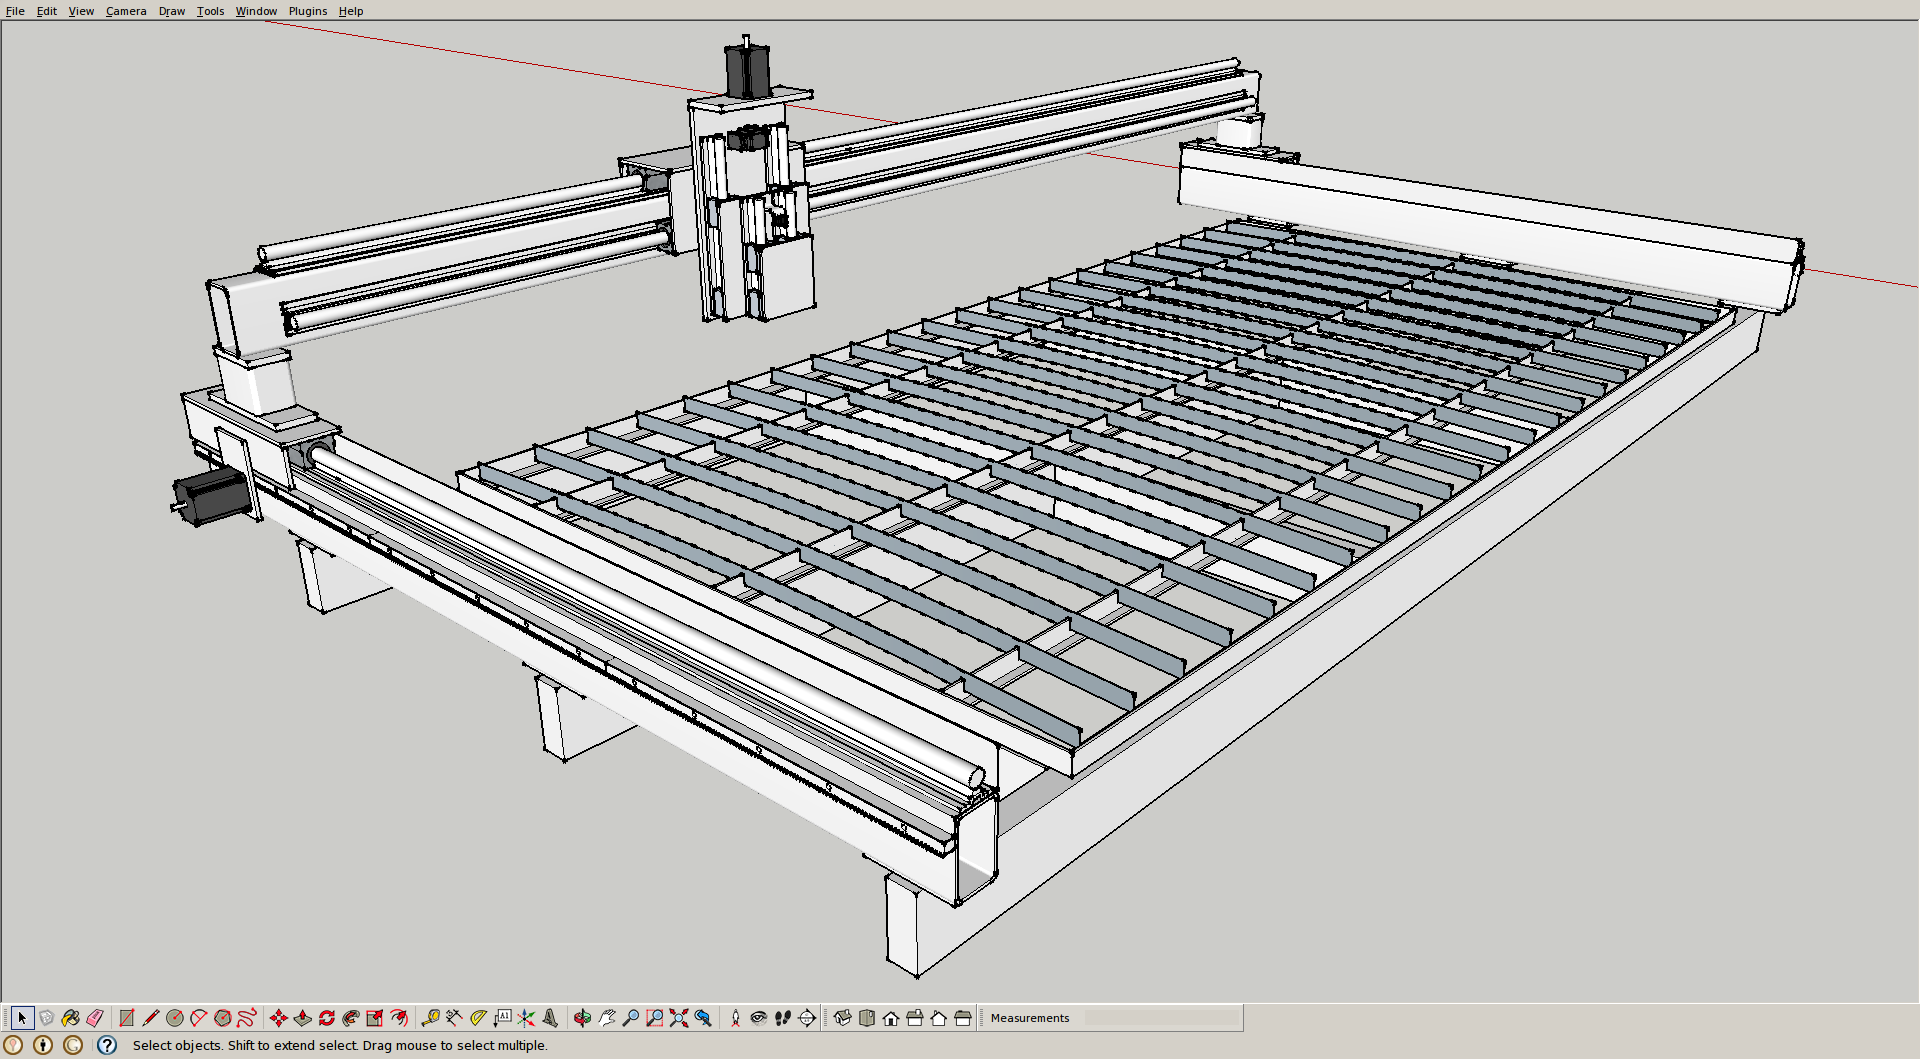 File Edit View Camera Draw Tools Window Plugins Help
A1
Measurements
Select objects. Shift to extend select. Drag mouse to select multiple.